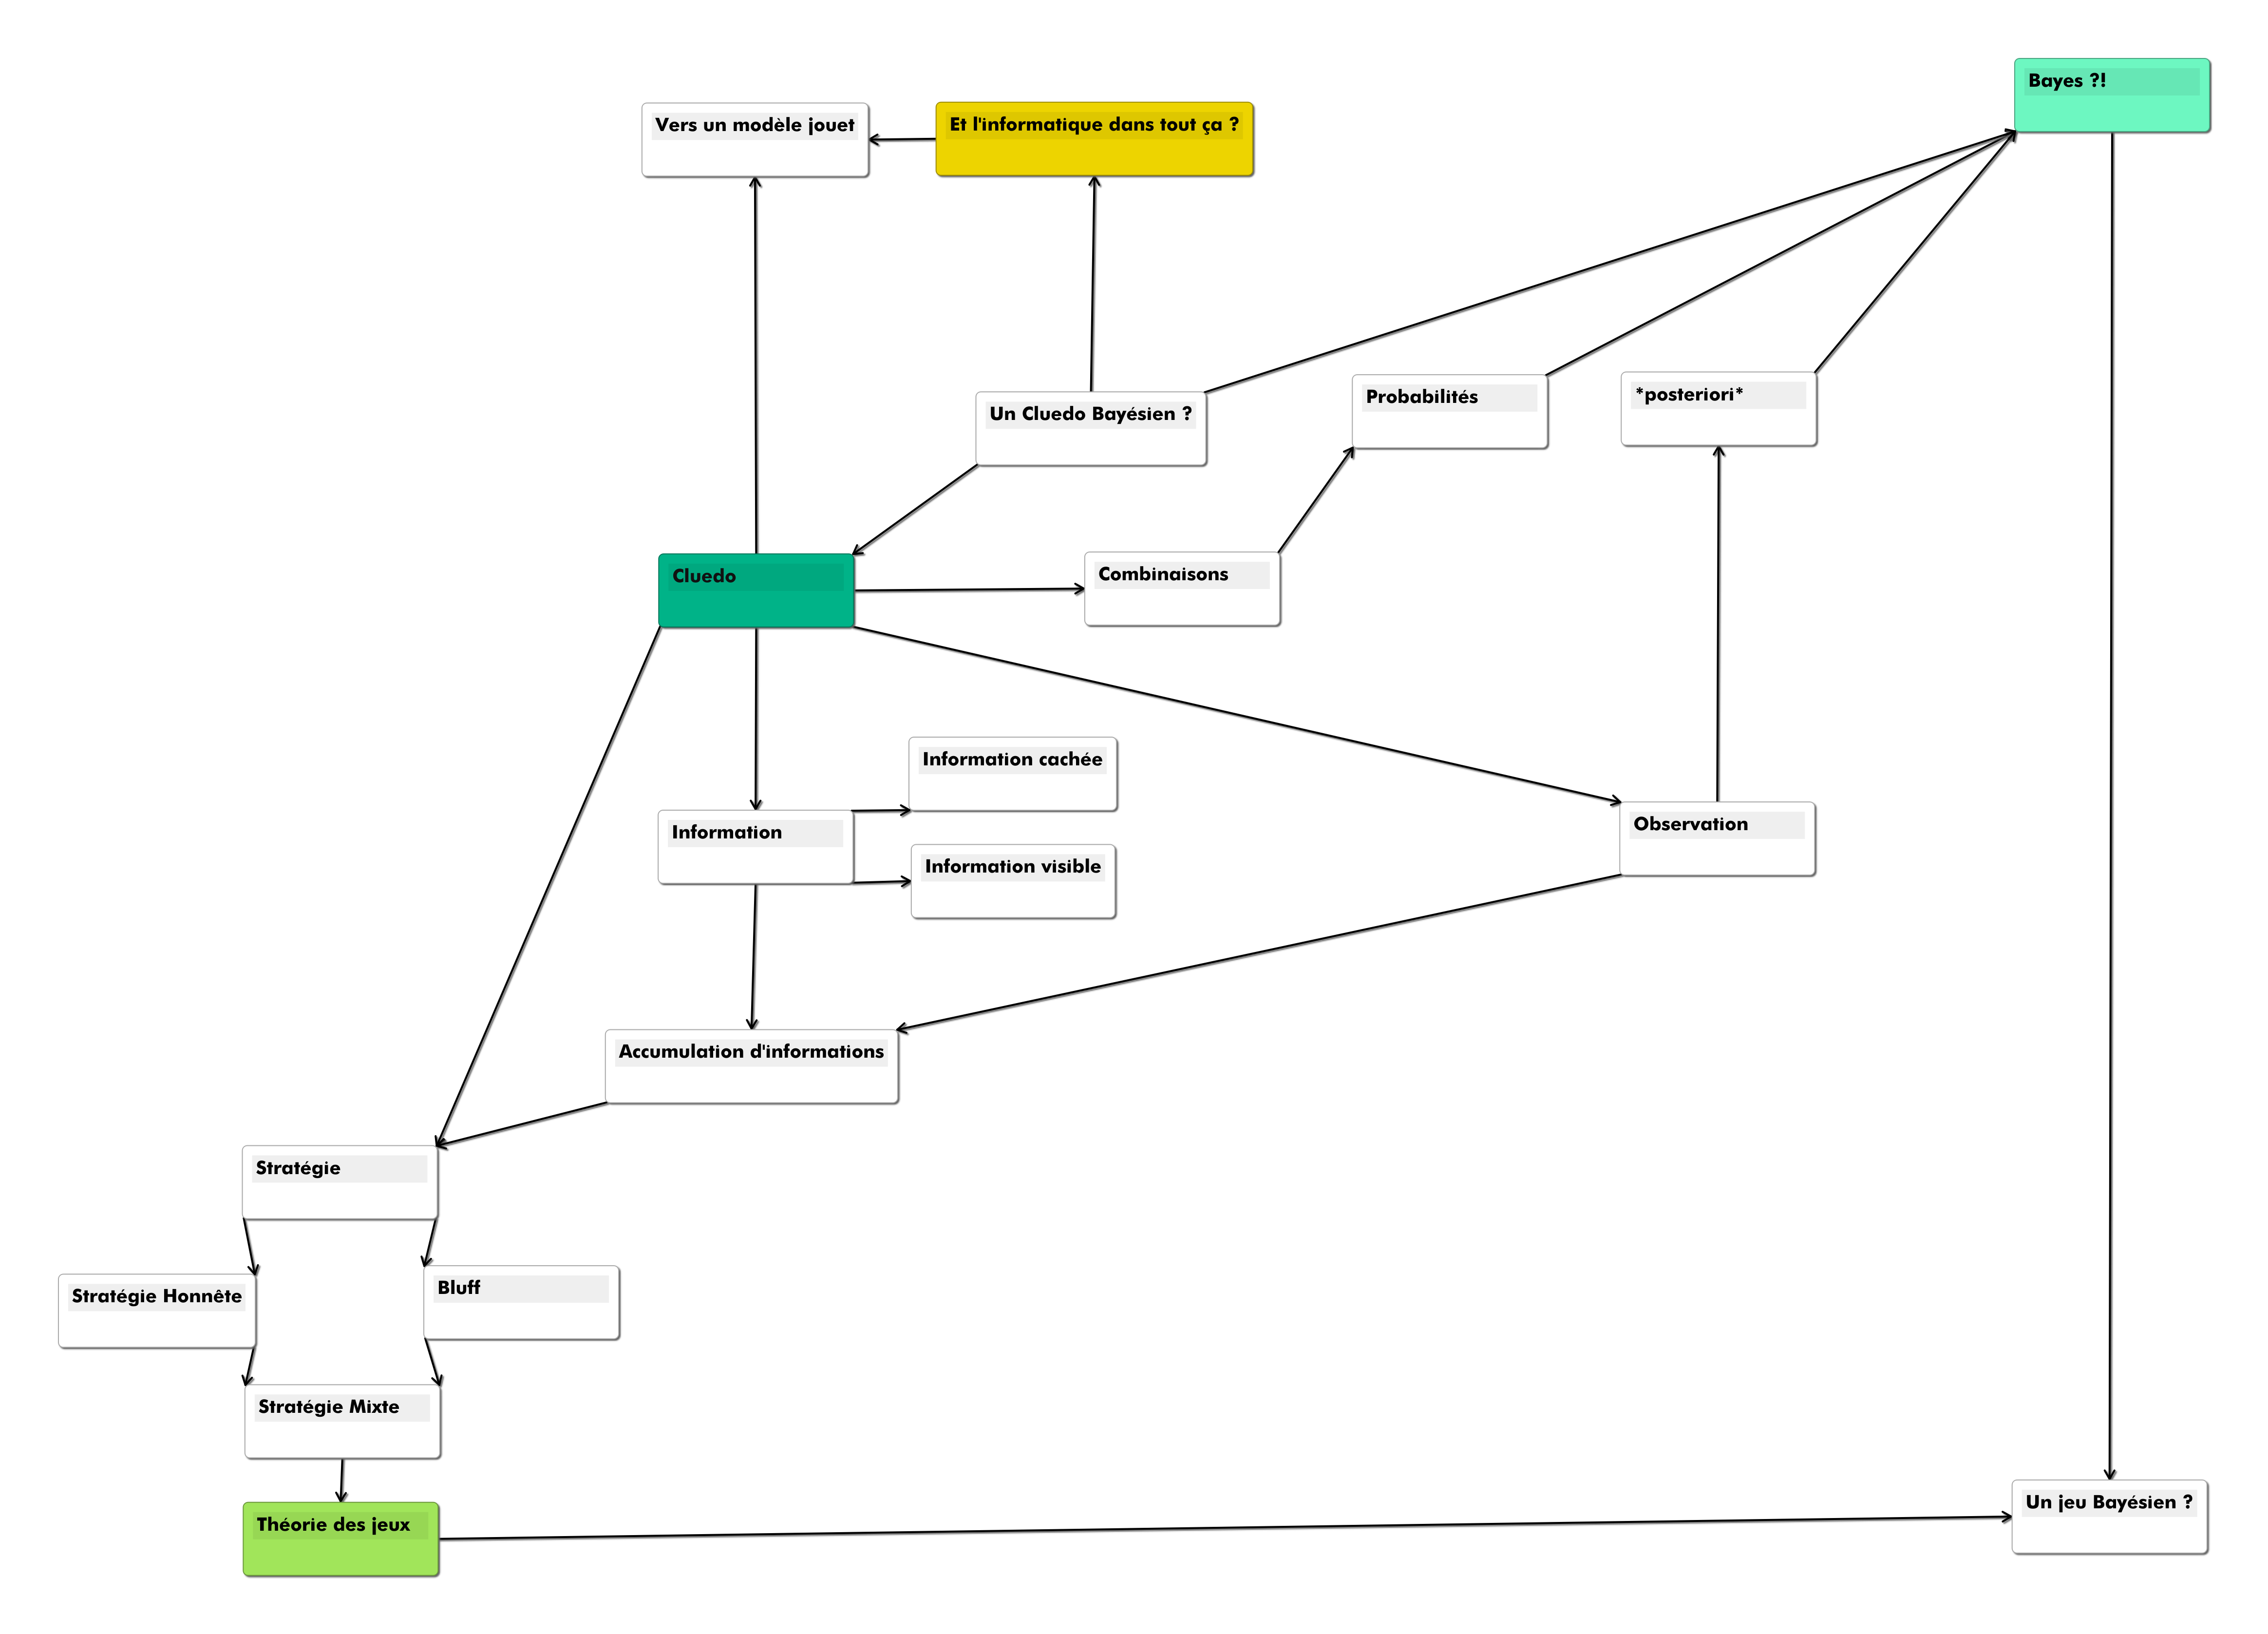 Bayes ?!
Vers un modèle jouet
Et l'informatique dans tout ça ?
Un Cluedo Bayésien ?
Probabilités
*posteriori*
Cluedo
Combinaisons
Information cachée
Information
Observation
Information visible
Accumulation d'informations
Stratégie
Stratégie Honnête
Bluff
Stratégie Mixte
Théorie des jeux
Un jeu Bayésien ?